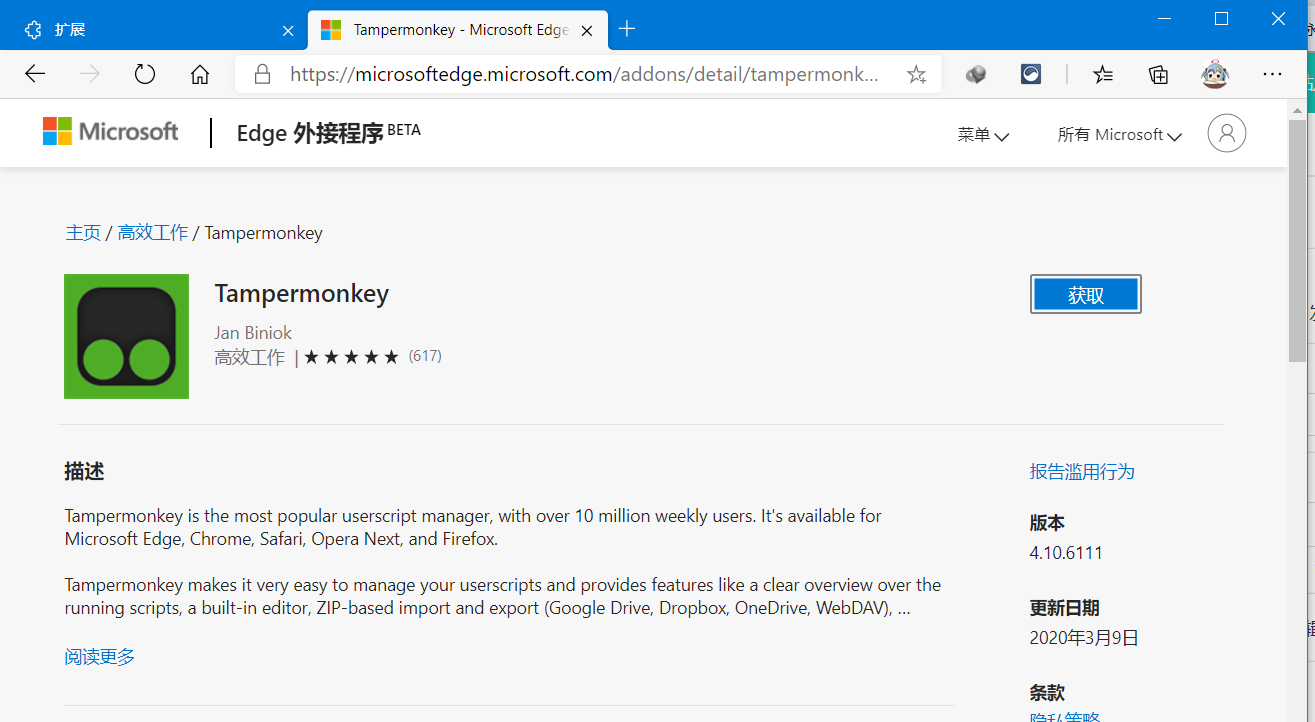 扩展
Tampermonkey - Microsoft Edge
https://microsoftedge.microsoft.com/addons/detail/tampermonk...
Microsoft
Edge 外接程序 BETA
菜单
所有 Microsoft
主页 / 高效工作 / Tampermonkey
Tampermonkey
获取
Jan Biniok
高效工作 | ★★★★★ (617)
描述
Tampermonkey is the most popular userscript manager, with over 10 million weekly users. It's available for
Microsoft Edge, Chrome, Safari, Opera Next, and Firefox.
Tampermonkey makes it very easy to manage your userscripts and provides features like a clear overview over the
running scripts, a built-in editor, ZIP-based import and export (Google Drive, Dropbox, OneDrive, WebDAV), ...
阅读更多
报告滥用行为
版本
4.10.6111
更新日期
2020年3月9日
条款
隐私策略